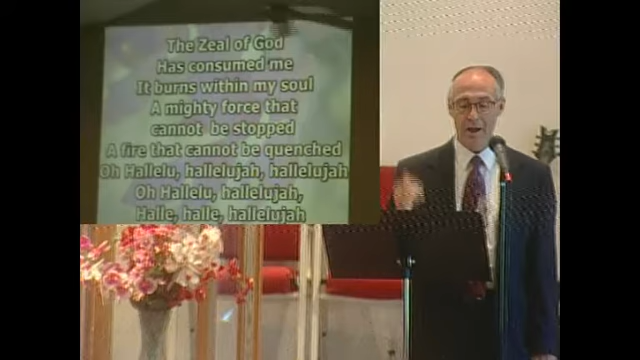 The Zeal of God
Has consumed me
It burns within my soul
A mighty force that
cannot be stopped
A fire that cannot be quenched
Oh Hallelu, hallelujah, hallelujah
Oh Hallelu, hallelujah,
Halle, halle, hallelujah